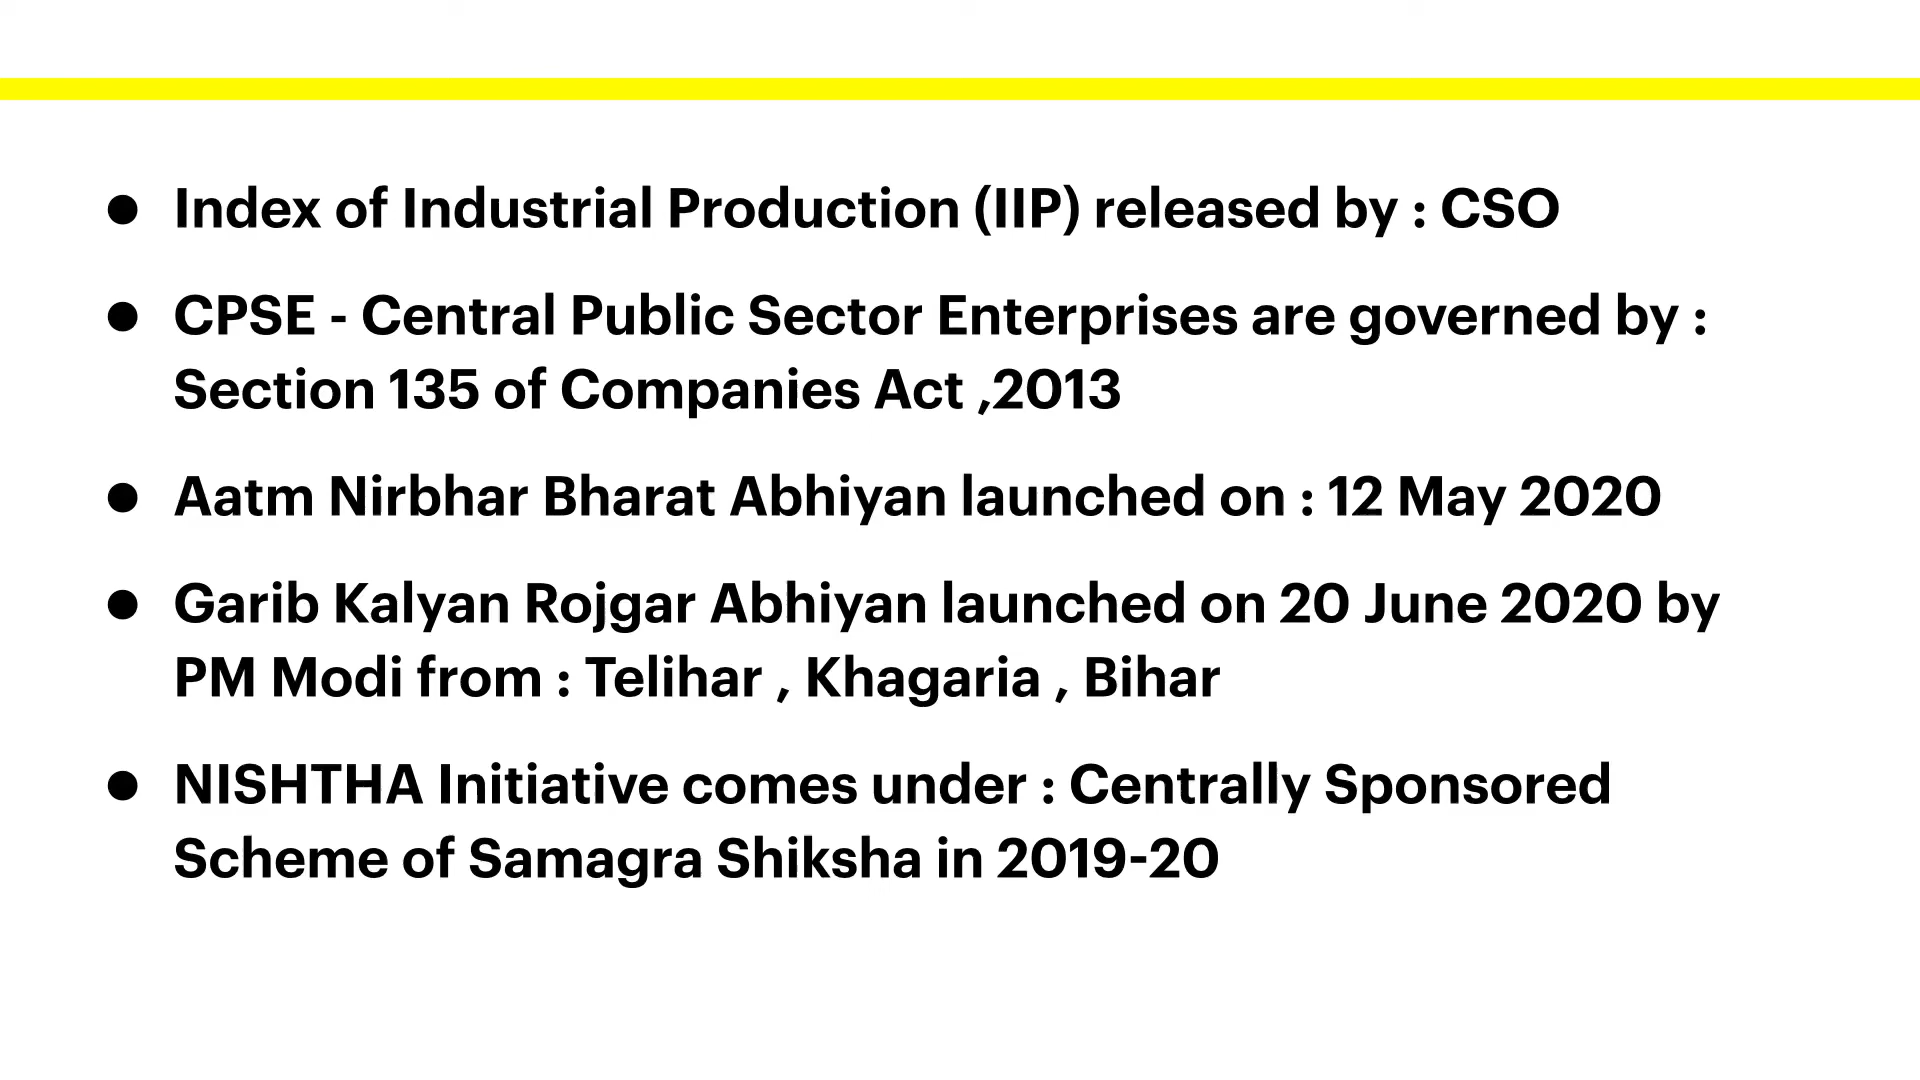 ● Index of Industrial Production (IIP) released by : CSO
● CPSE - Central Public Sector Enterprises are governed by :
Section 135 of Companies Act ,2013
● Aatm Nirbhar Bharat Abhiyan launched on : 12 May 2020
● Garib Kalyan Rojgar Abhiyan launched on 20 June 2020 by
PM Modi from : Telihar , Khagaria , Bihar
● NISHTHA Initiative comes under : Centrally Sponsored
Scheme of Samagra Shiksha in 2019-20